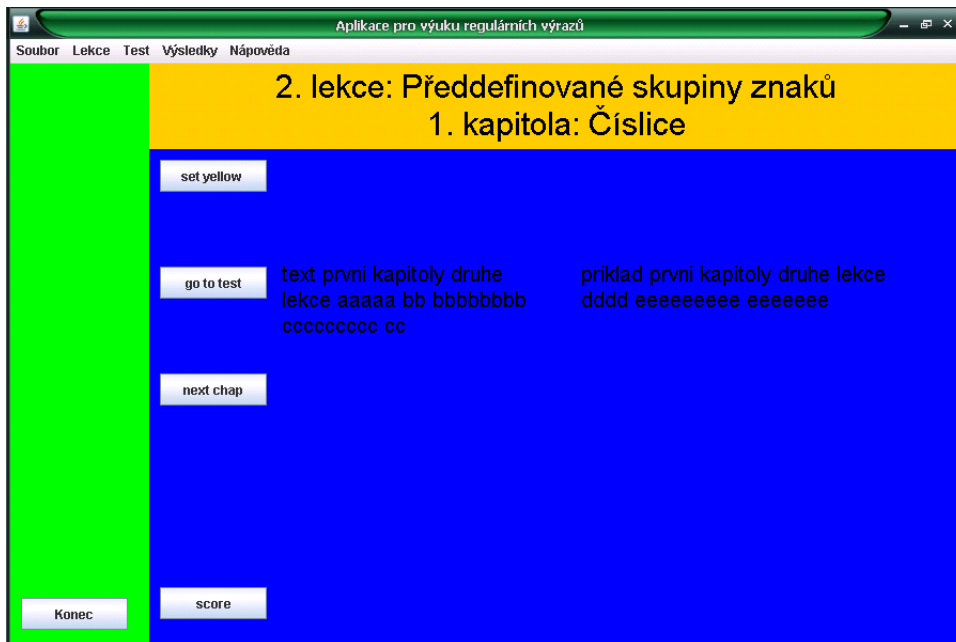 Aplikace pro výuku regulárních výrazů
Soubor Lekce Test Výsledky Nápověda
2. lekce: Předdefinované skupiny znaků
1. kapitola: Číslice
set yellow
go to test
text prvni kapitoly druhe
lekce aaaaa bb bbbbbbbb
ccccccccc cc
priklad prvni kapitoly druhe lekce
dddd eeeeeeeee eeeeeee
next chap
score
Konec